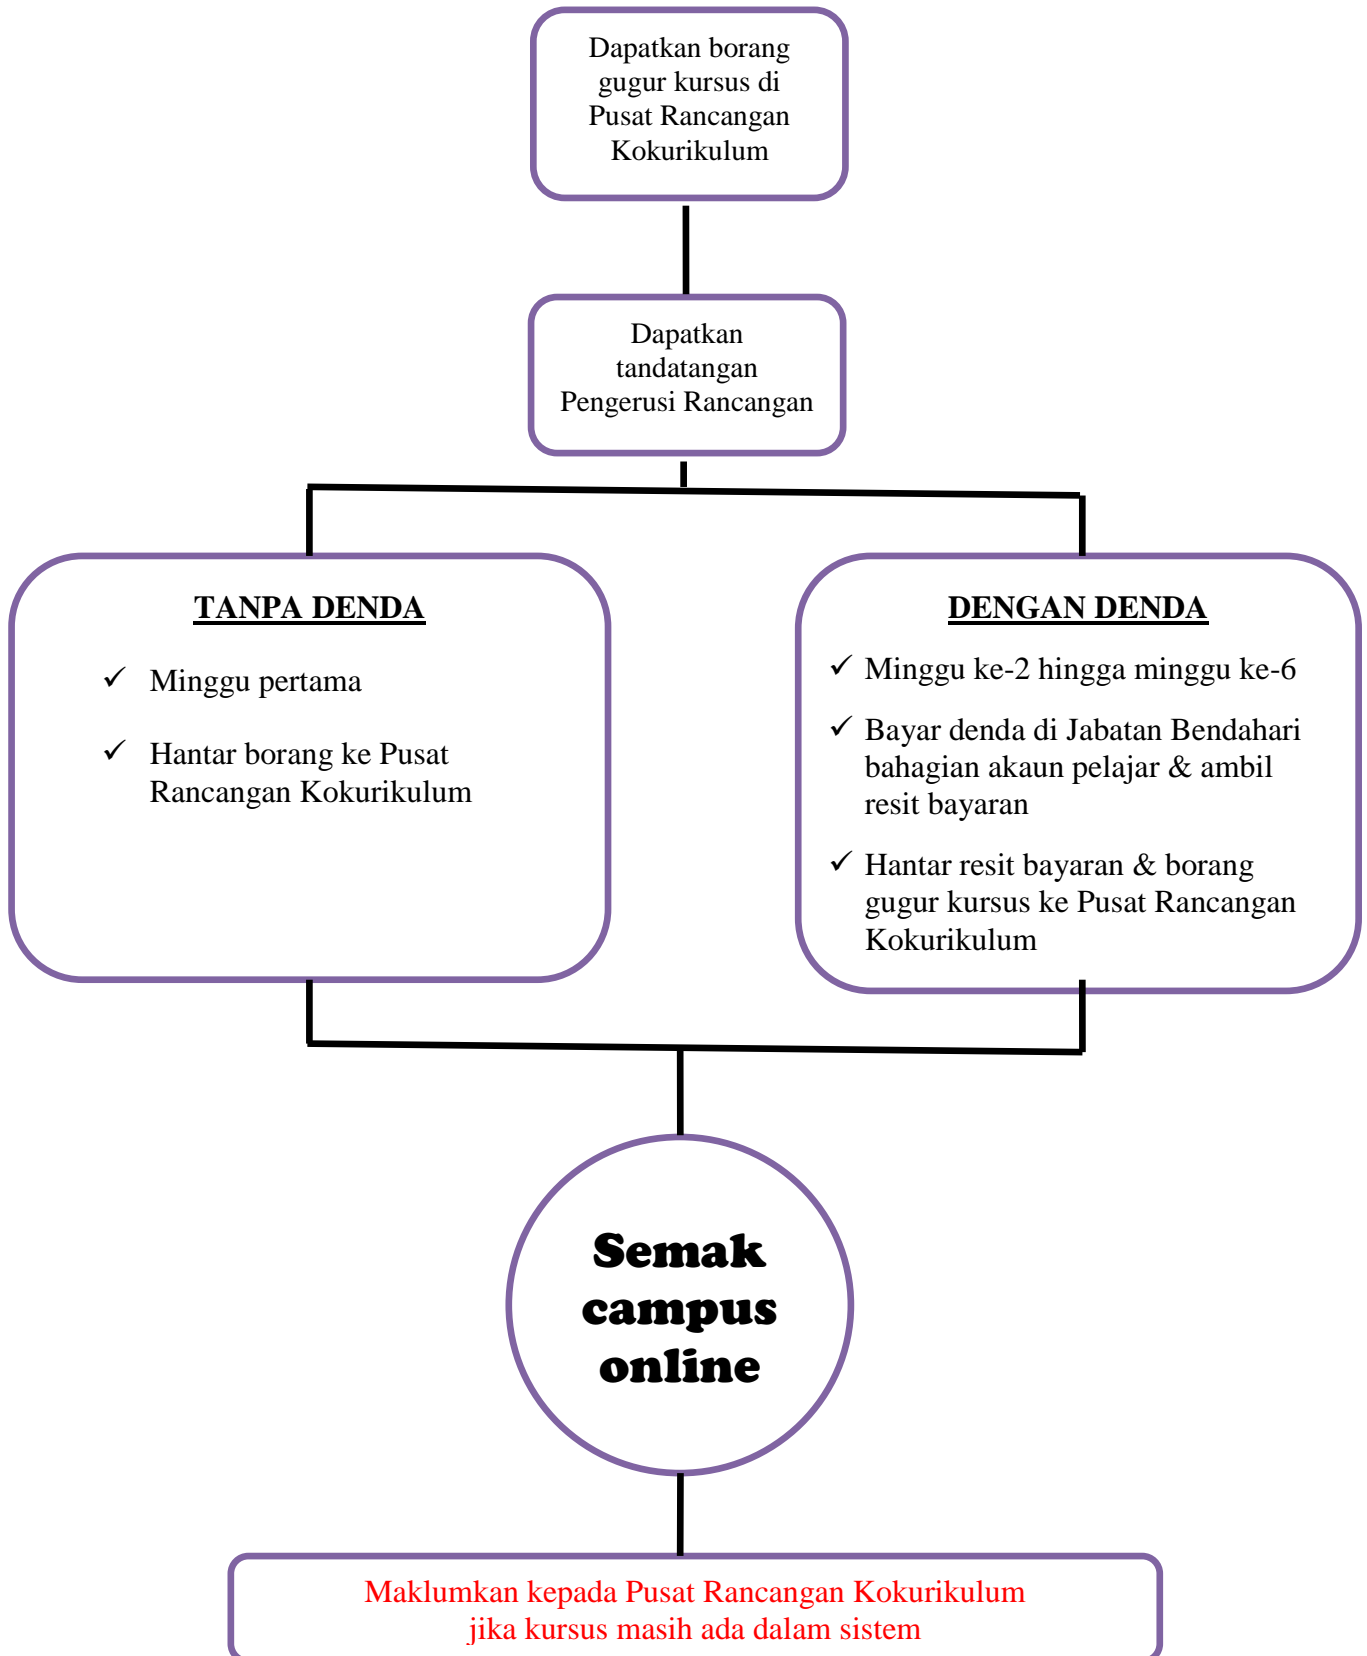 Dapatkan borang
gugur kursus di
Pusat Rancangan
Kokurikulum
Dapatkan
tandatangan
Pengerusi Rancangan
TANPA DENDA
✓ Minggu pertama
✓ Hantar borang ke Pusat
Rancangan Kokurikulum
DENGAN DENDA
✓ Minggu ke-2 hingga minggu ke-6
✓ Bayar denda di Jabatan Bendahari
bahagian akaun pelajar & ambil
resit bayaran
✓ Hantar resit bayaran & borang
gugur kursus ke Pusat Rancangan
Kokurikulum
Semak
campus
online
Maklumkan kepada Pusat Rancangan Kokurikulum
jika kursus masih ada dalam sistem